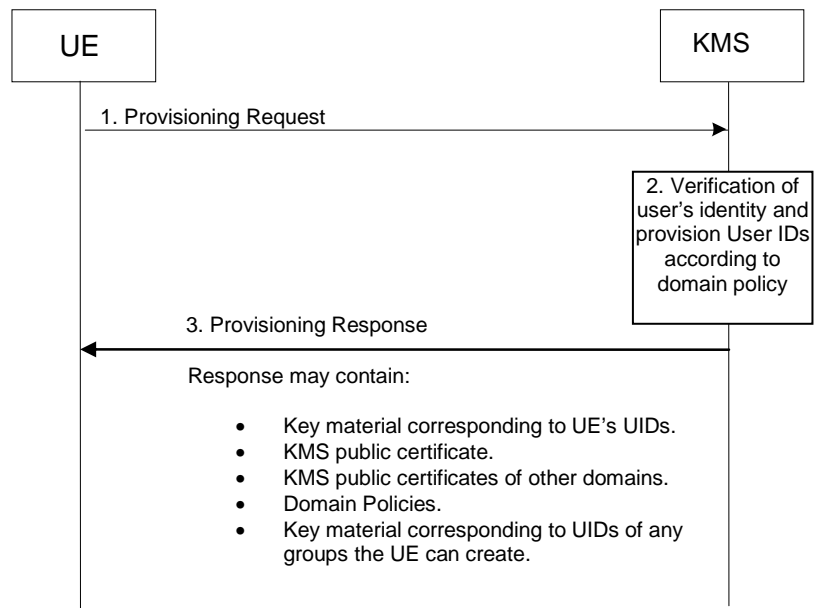 UE
KMS
1. Provisioning Request
2. Verification of
user's identity and
provision User IDs
according to
domain policy
3. Provisioning Response
Response may contain:
• Key material corresponding to UE's UIDs.
• KMS public certificate.
• KMS public certificates of other domains.
• Domain Policies.
• Key material corresponding to UIDs of any
groups the UE can create.